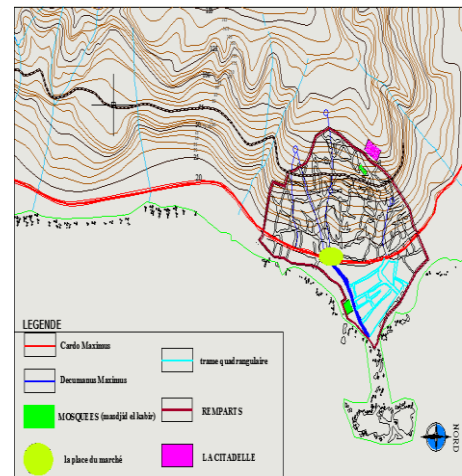 20
LEGENDE
Cardo Maximus
Decumanus Maximus
MOSQUEES (masdjid el kabir)
la place du marché
trame quadrangulaire
REMPARTS
LA CITADELLE
NORD